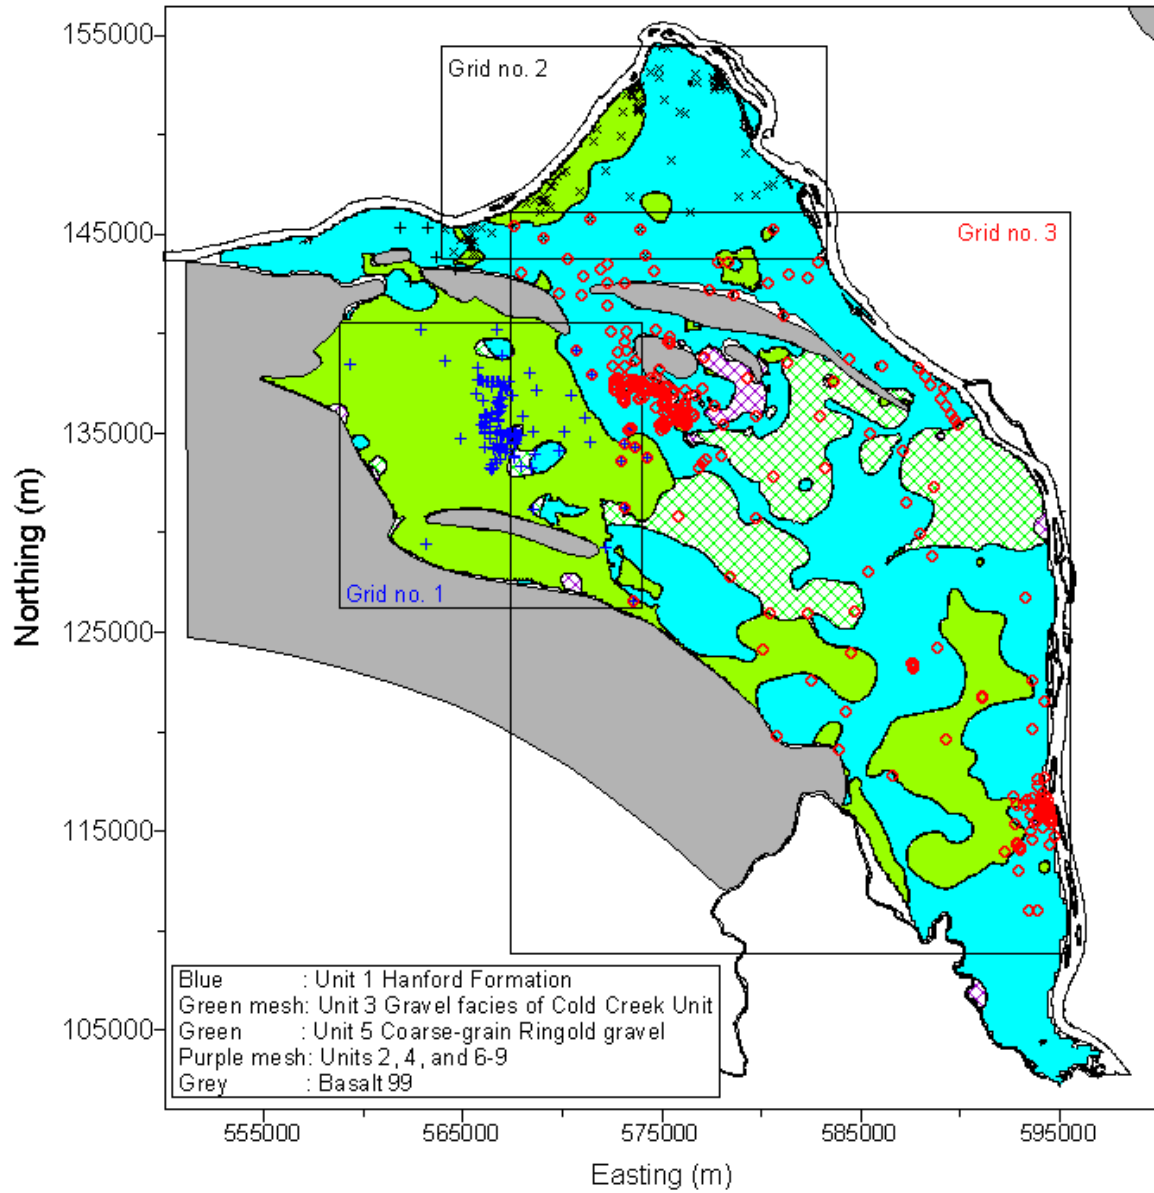 155000
Grid no. 2
145000
Grid no. 3
135000
Northing (m)
Grid no. 1
125000
115000
Blue : Unit 1 Hanford Formation
Green mesh: Unit 3 Gravel facies of Cold Creek Unit
Green : Unit 5 Coarse-grain Ringold gravel
Purple mesh: Units 2, 4, and 6-9
Grey : Basalt 99
105000
555000 565000 575000 585000 595000
Easting (m)